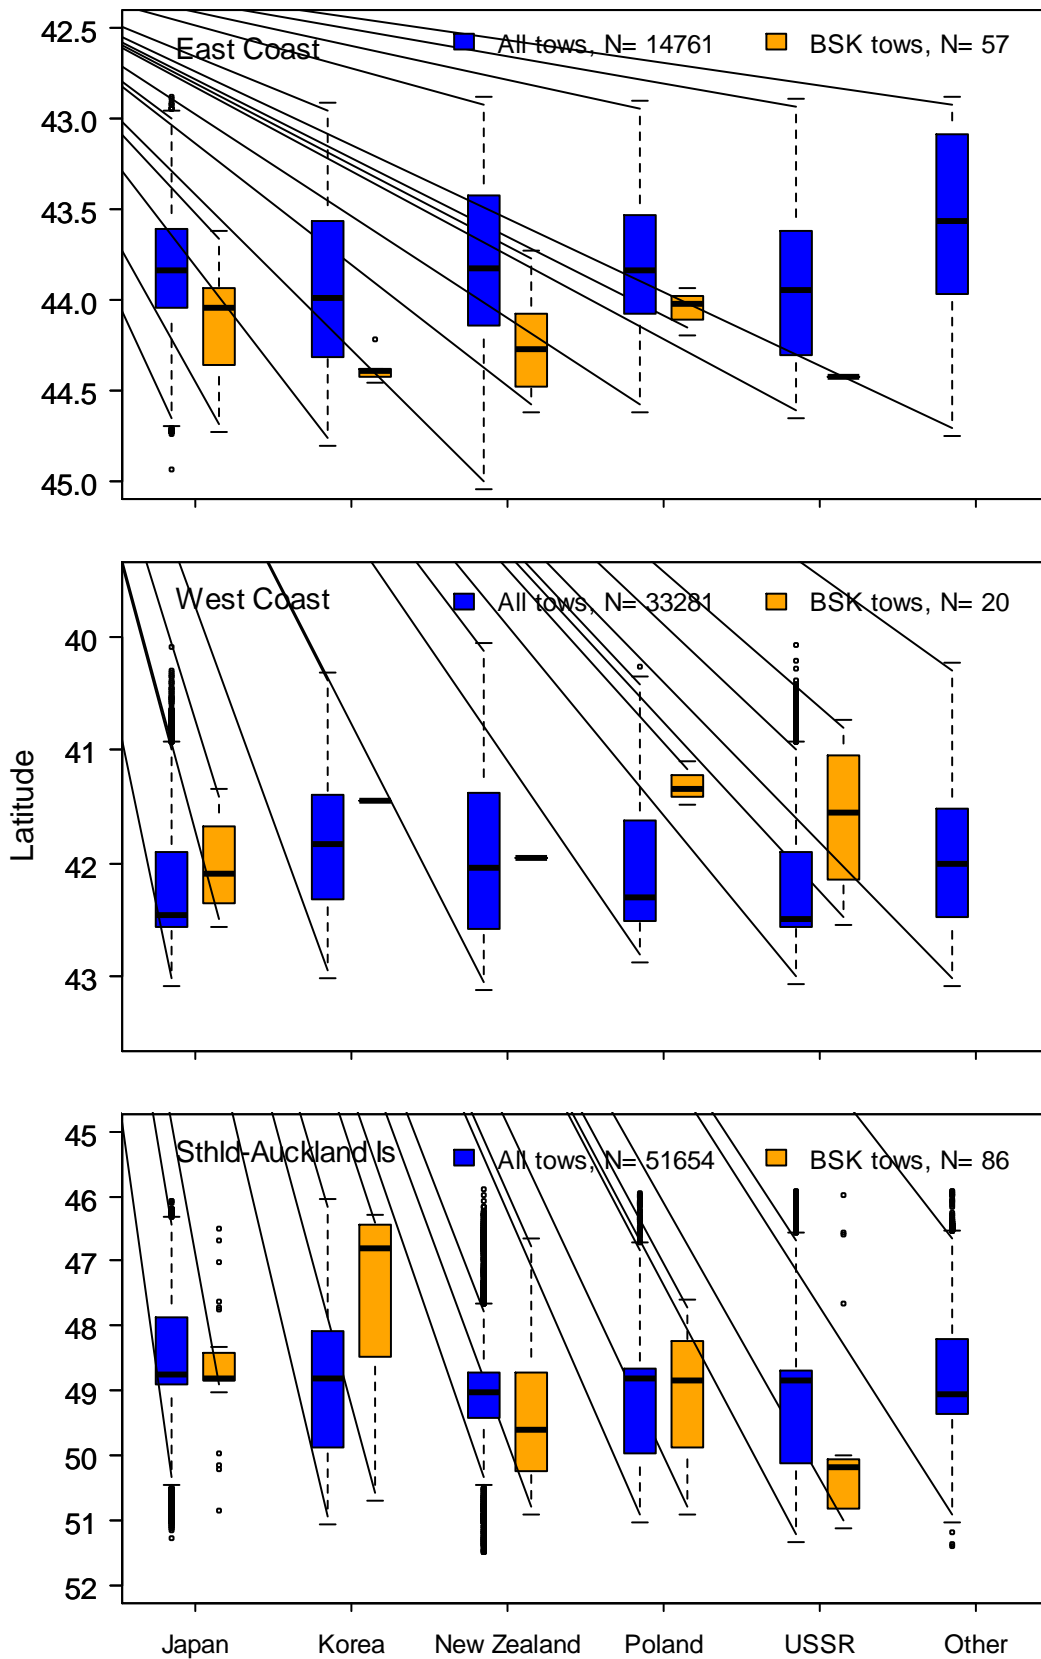 East Coast
All tows, N= 14761
BSK tows, N= 57
42.5
43.0
43.5
44.0
44.5
45.0
West Coast
All tows, N= 33281
BSK tows, N= 20
40
41
42
43
Latitude
Sthld-Auckland Is
All tows, N= 51654
BSK tows, N= 86
45
46
47
48
49
50
51
52
Japan
Korea
New Zealand
Poland
USSR
Other